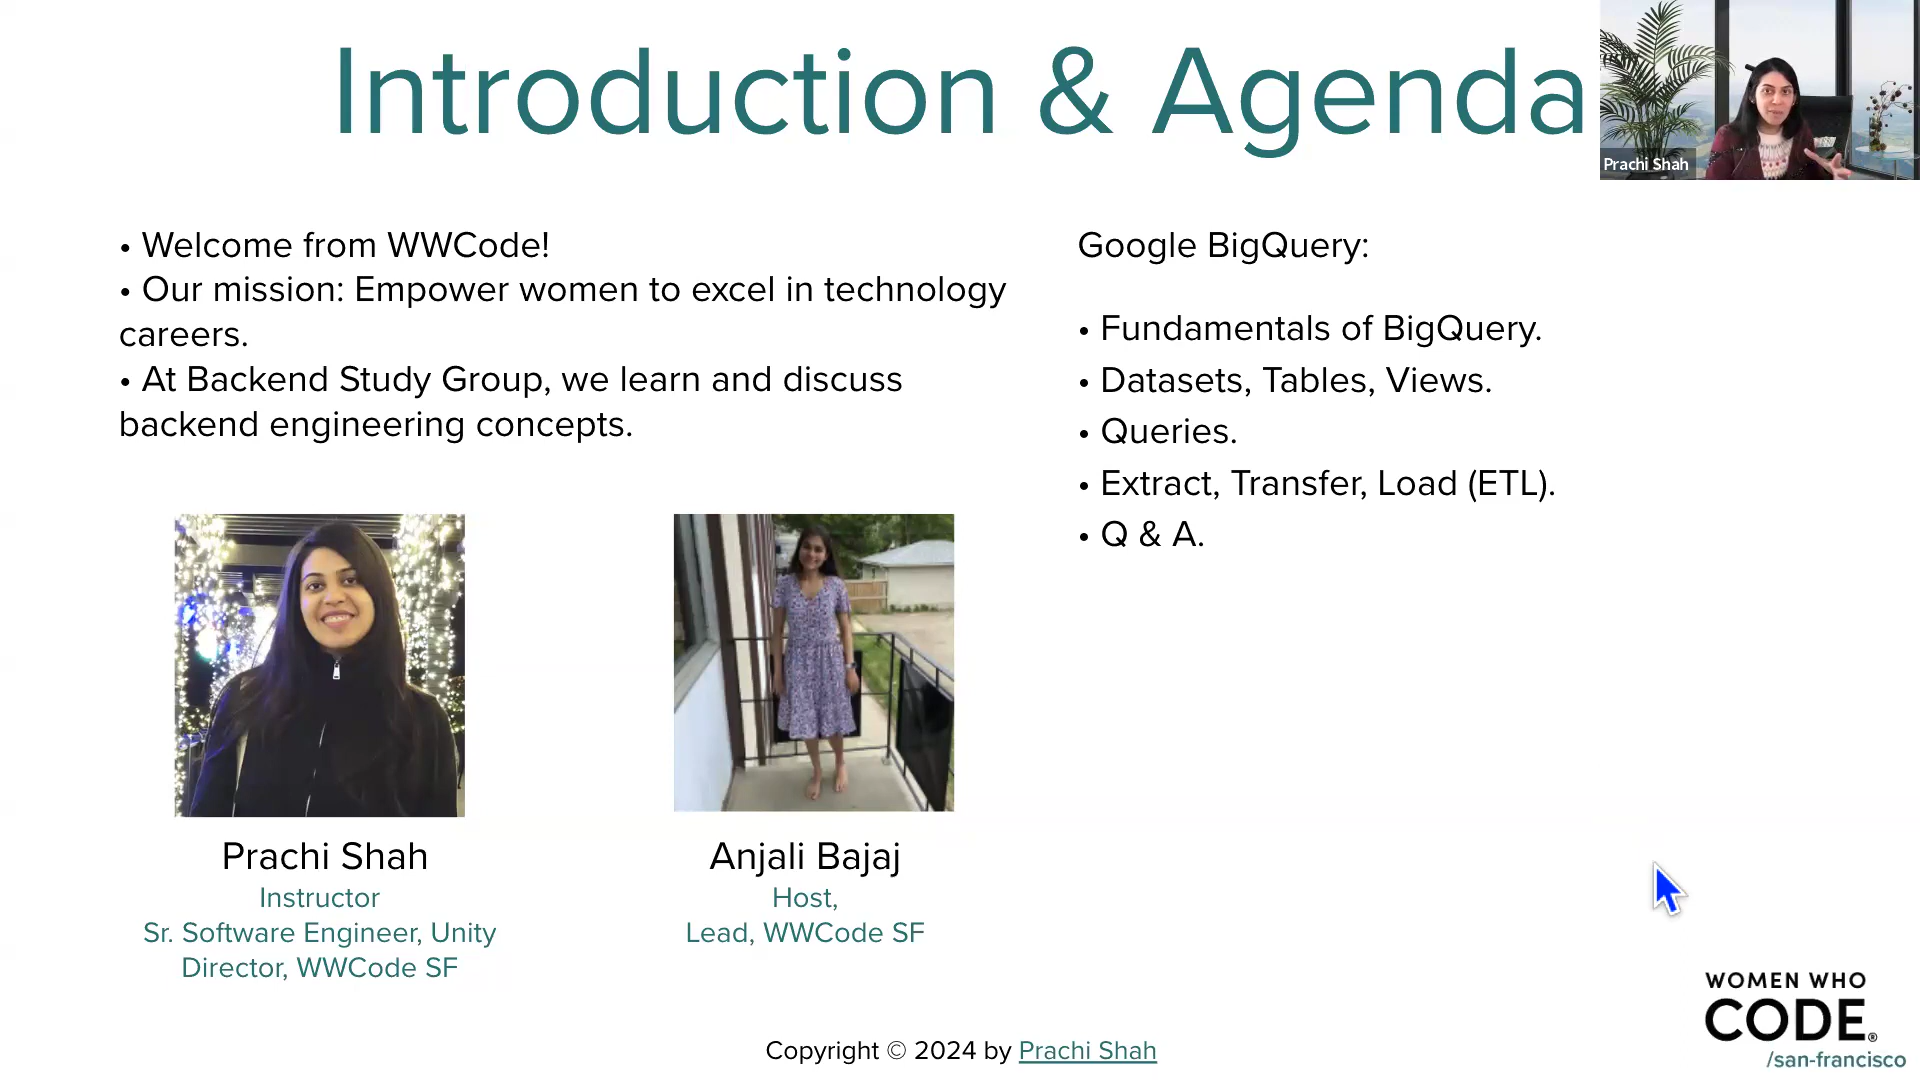 Introduction & Agenda
Prachi Shah
• Welcome from WWCode!
• Our mission: Empower women to excel in technology
careers.
• At Backend Study Group, we learn and discuss
backend engineering concepts.
Google BigQuery:
• Fundamentals of BigQuery.
• Datasets, Tables, Views.
• Queries.
• Extract, Transfer, Load (ETL).
• Q & A.
Prachi Shah
Instructor
Sr. Software Engineer, Unity
Director, WWCode SF
Anjali Bajaj
Host,
Lead, WWCode SF
WOMEN WHO
CODE®
/san-francisco
Copyright © 2024 by Prachi Shah